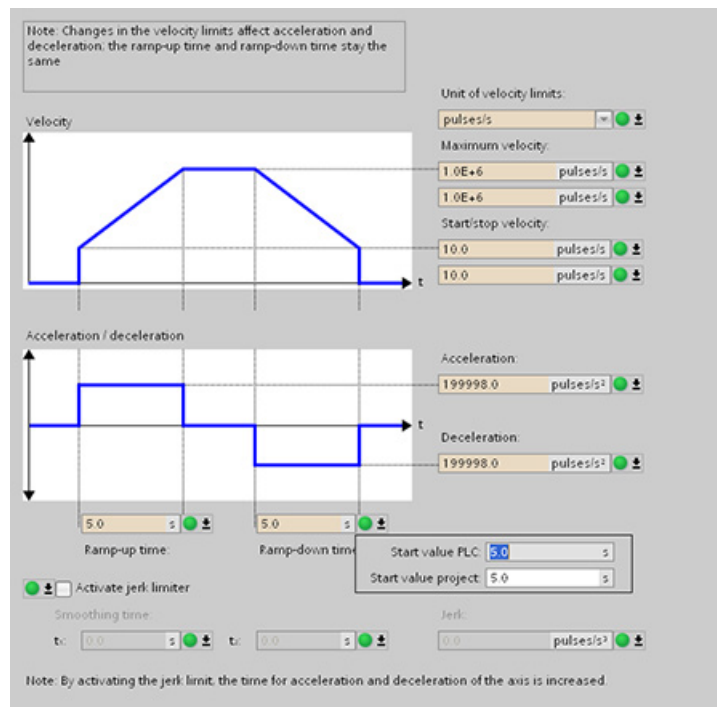 Note: Changes in the velocity limits affect acceleration and
deceleration; the ramp-up time and ramp-down time stay the
same
Unit of velocity limits:
Velocity
pulses/s
Maximum velocity:
1.0E+6 pulses/s
1.0E+6 pulses/s
Start/stop velocity:
10.0 pulses/s
10.0 pulses/s
t
Acceleration / deceleration
Acceleration:
199998.0 pulses/s²
t
Deceleration:
199998.0 pulses/s²
5.0 s 5.0 s
Ramp-up time: Ramp-down time
Start value PLC: 5.0 s
Start value project: 5.0 s
Activate jerk limiter
Smoothing time: Jerk:
0.0 s 0.0 s 0.0 pulses/s³
Note: By activating the jerk limit, the time for acceleration and deceleration of the axis is increased.